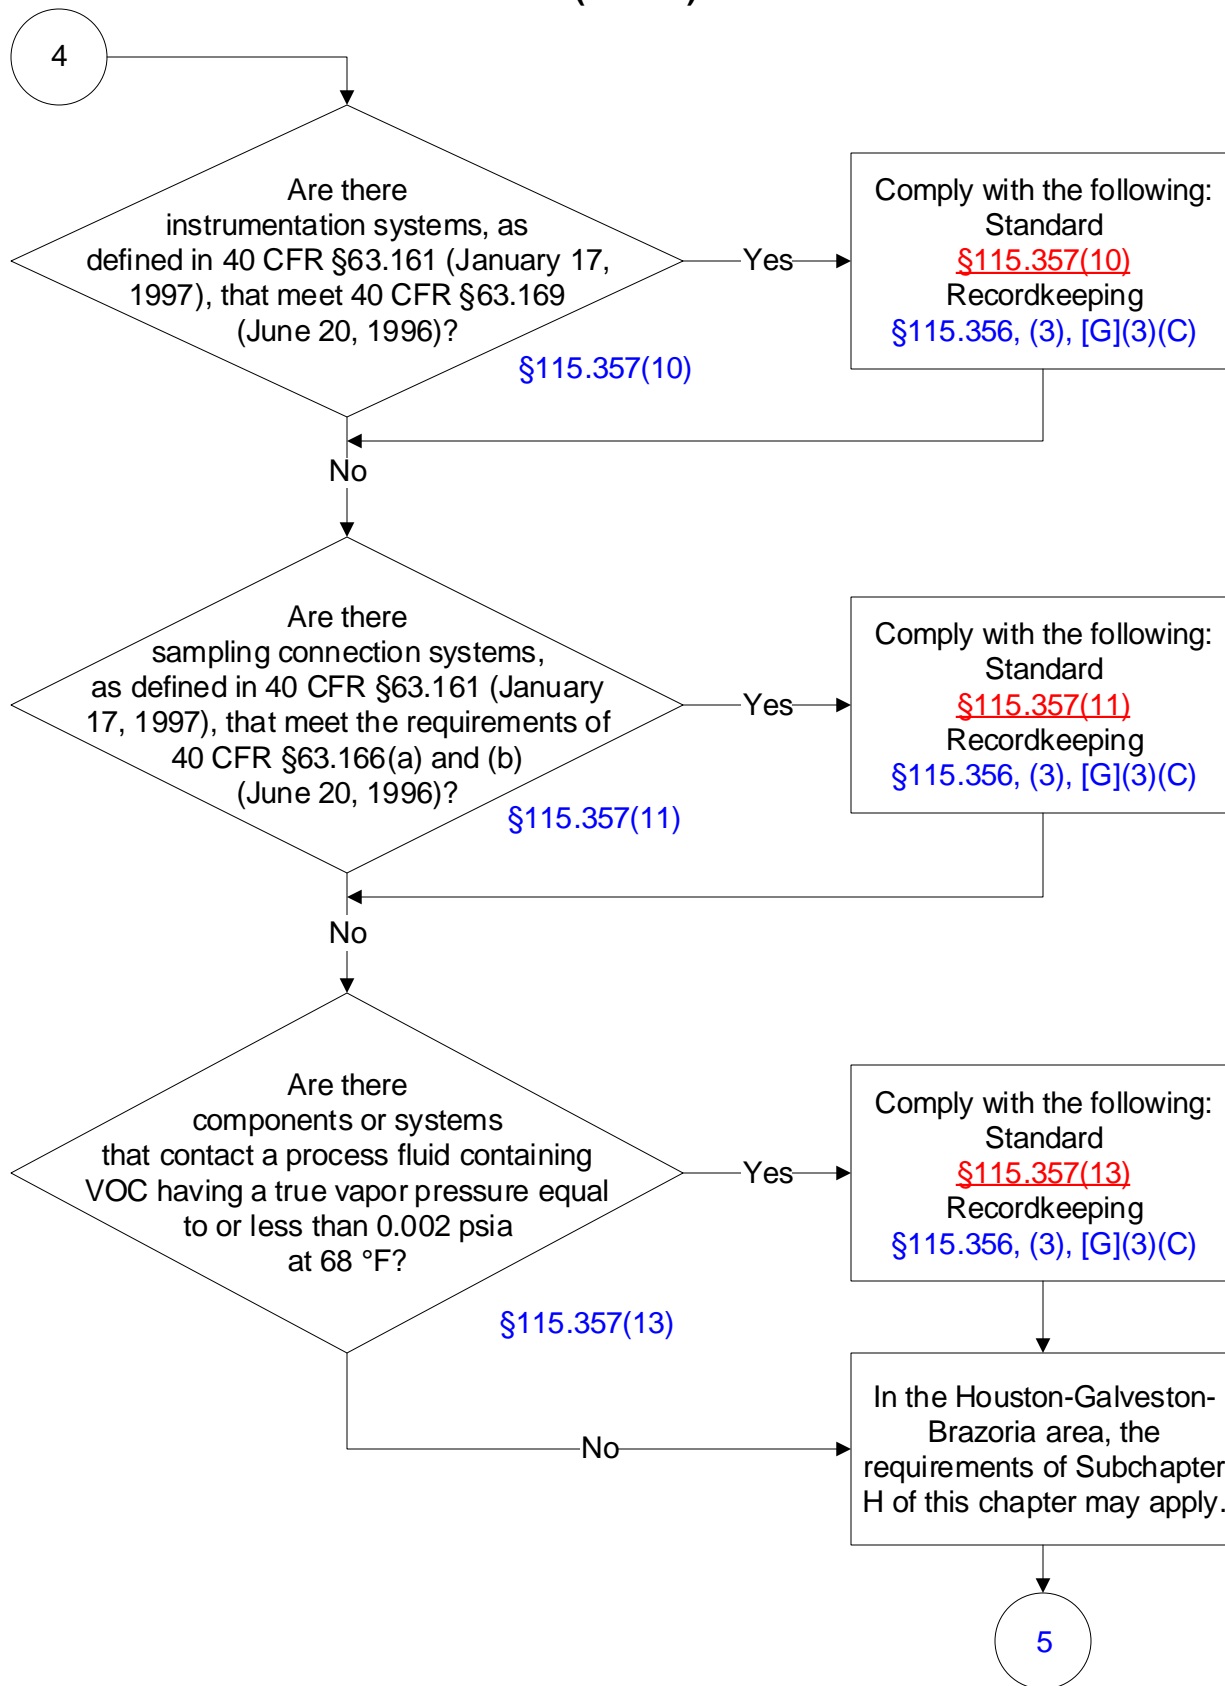 4
Are there
instrumentation systems, as
defined in 40 CFR §63.161 (January 17,
1997), that meet 40 CFR §63.169
(June 20, 1996)?
§115.357(10)
Yes
Comply with the following:
Standard
§115.357(10)
Recordkeeping
§115.356, (3), [G](3)(C)
No
Are there
sampling connection systems,
as defined in 40 CFR §63.161 (January
17, 1997), that meet the requirements of
40 CFR §63.166(a) and (b)
(June 20, 1996)?
§115.357(11)
Yes
Comply with the following:
Standard
§115.357(11)
Recordkeeping
§115.356, (3), [G](3)(C)
No
Are there
components or systems
that contact a process fluid containing
VOC having a true vapor pressure equal
to or less than 0.002 psia
at 68 °F?
§115.357(13)
Yes
Comply with the following:
Standard
§115.357(13)
Recordkeeping
§115.356, (3), [G](3)(C)
No
In the Houston-Galveston-
Brazoria area, the
requirements of Subchapter
H of this chapter may apply.
5